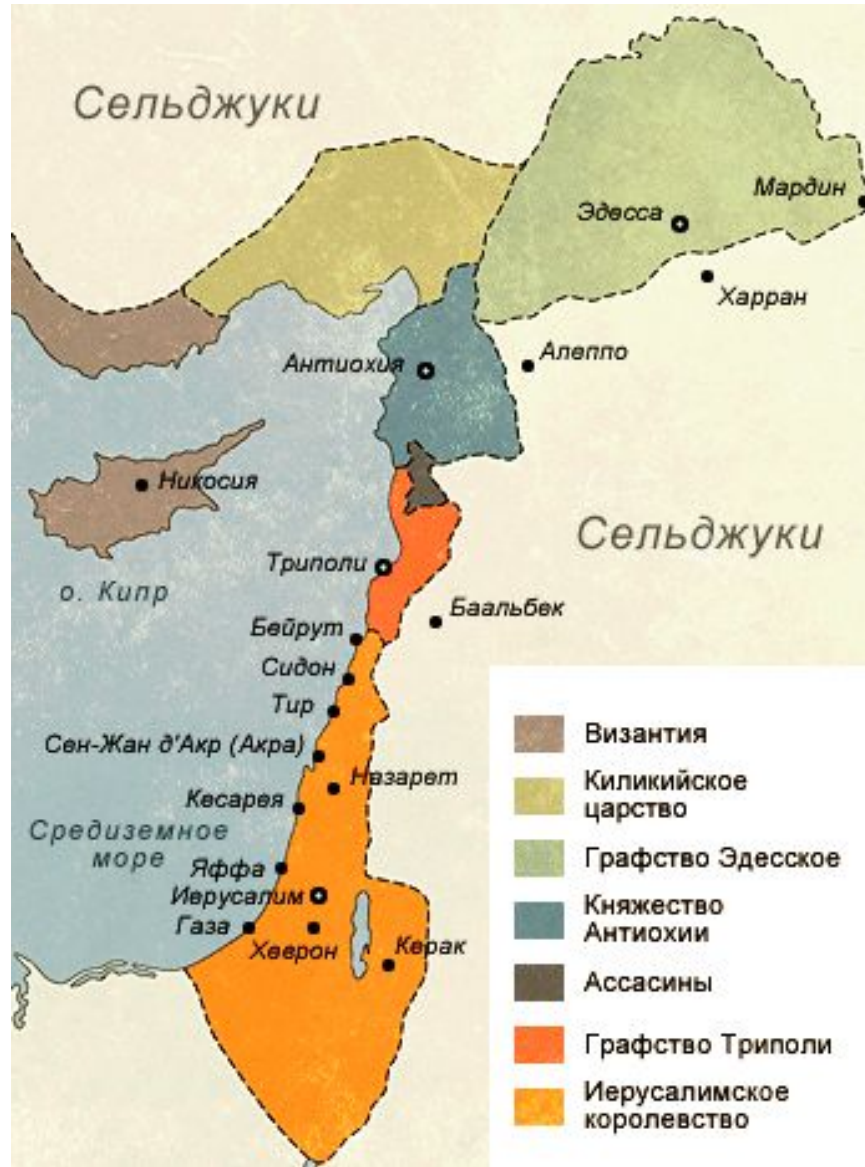 Сельджуки
Мардин
Эдесса
Харран
Антиохия
Алеппо
Никосия
Сельджуки
Триполи
о. Кипр
Баальбек
Бейрут
Сидон
Тир
Сен-Жан д'Акр (Акра)
Назарет
Кесарея
Средиземное
море
Яффа
Иерусалим
Газа
Хеврон
Керак
Византия
Киликийское
царство
Графство Эдесское
Княжество
Антиохии
Ассасины
Графство Триполи
Иерусалимское
королевство